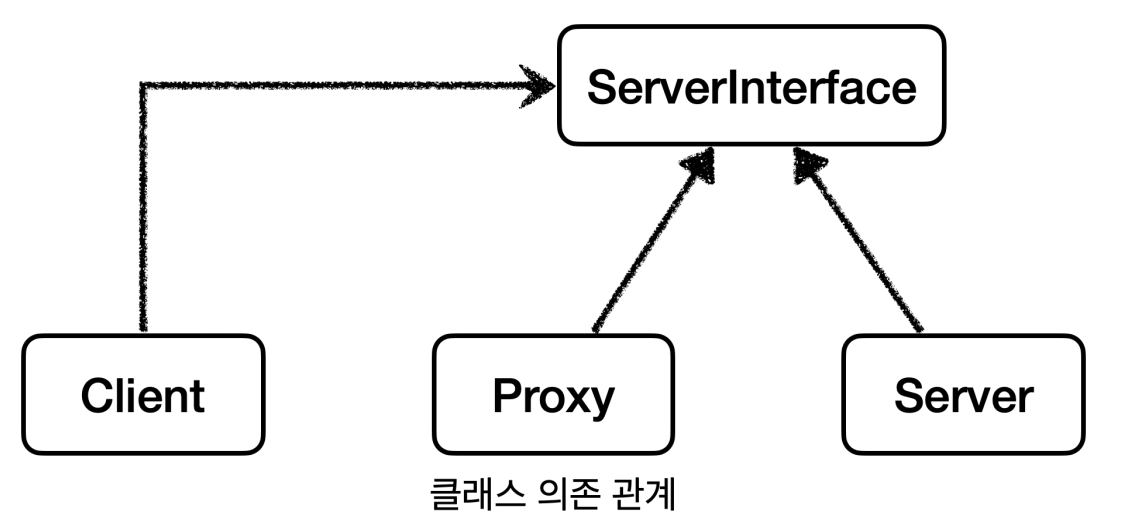 ServerInterface
Client
Proxy
Server
클래스 의존 관계